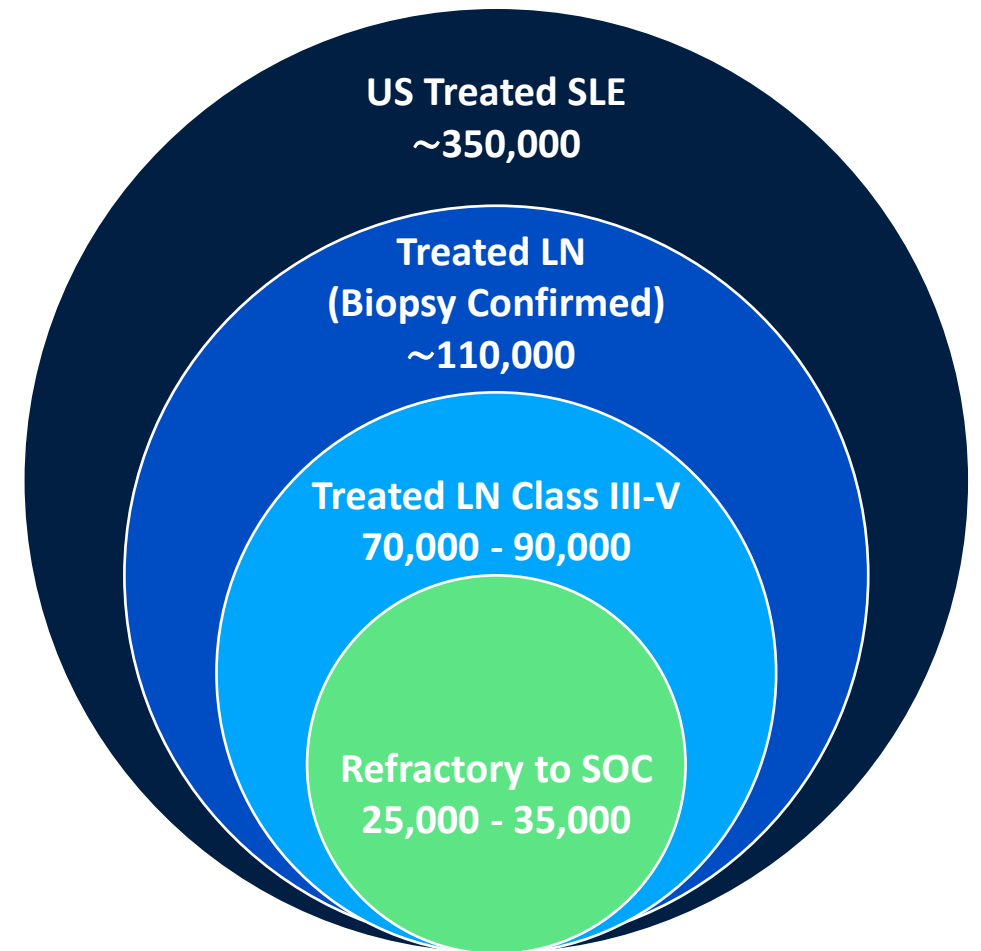 US Treated SLE
~350,000
Treated LN
(Biopsy Confirmed)
~110,000
Treated LN Class III-V
70,000 - 90,000
Refractory to SOC
25,000 - 35,000